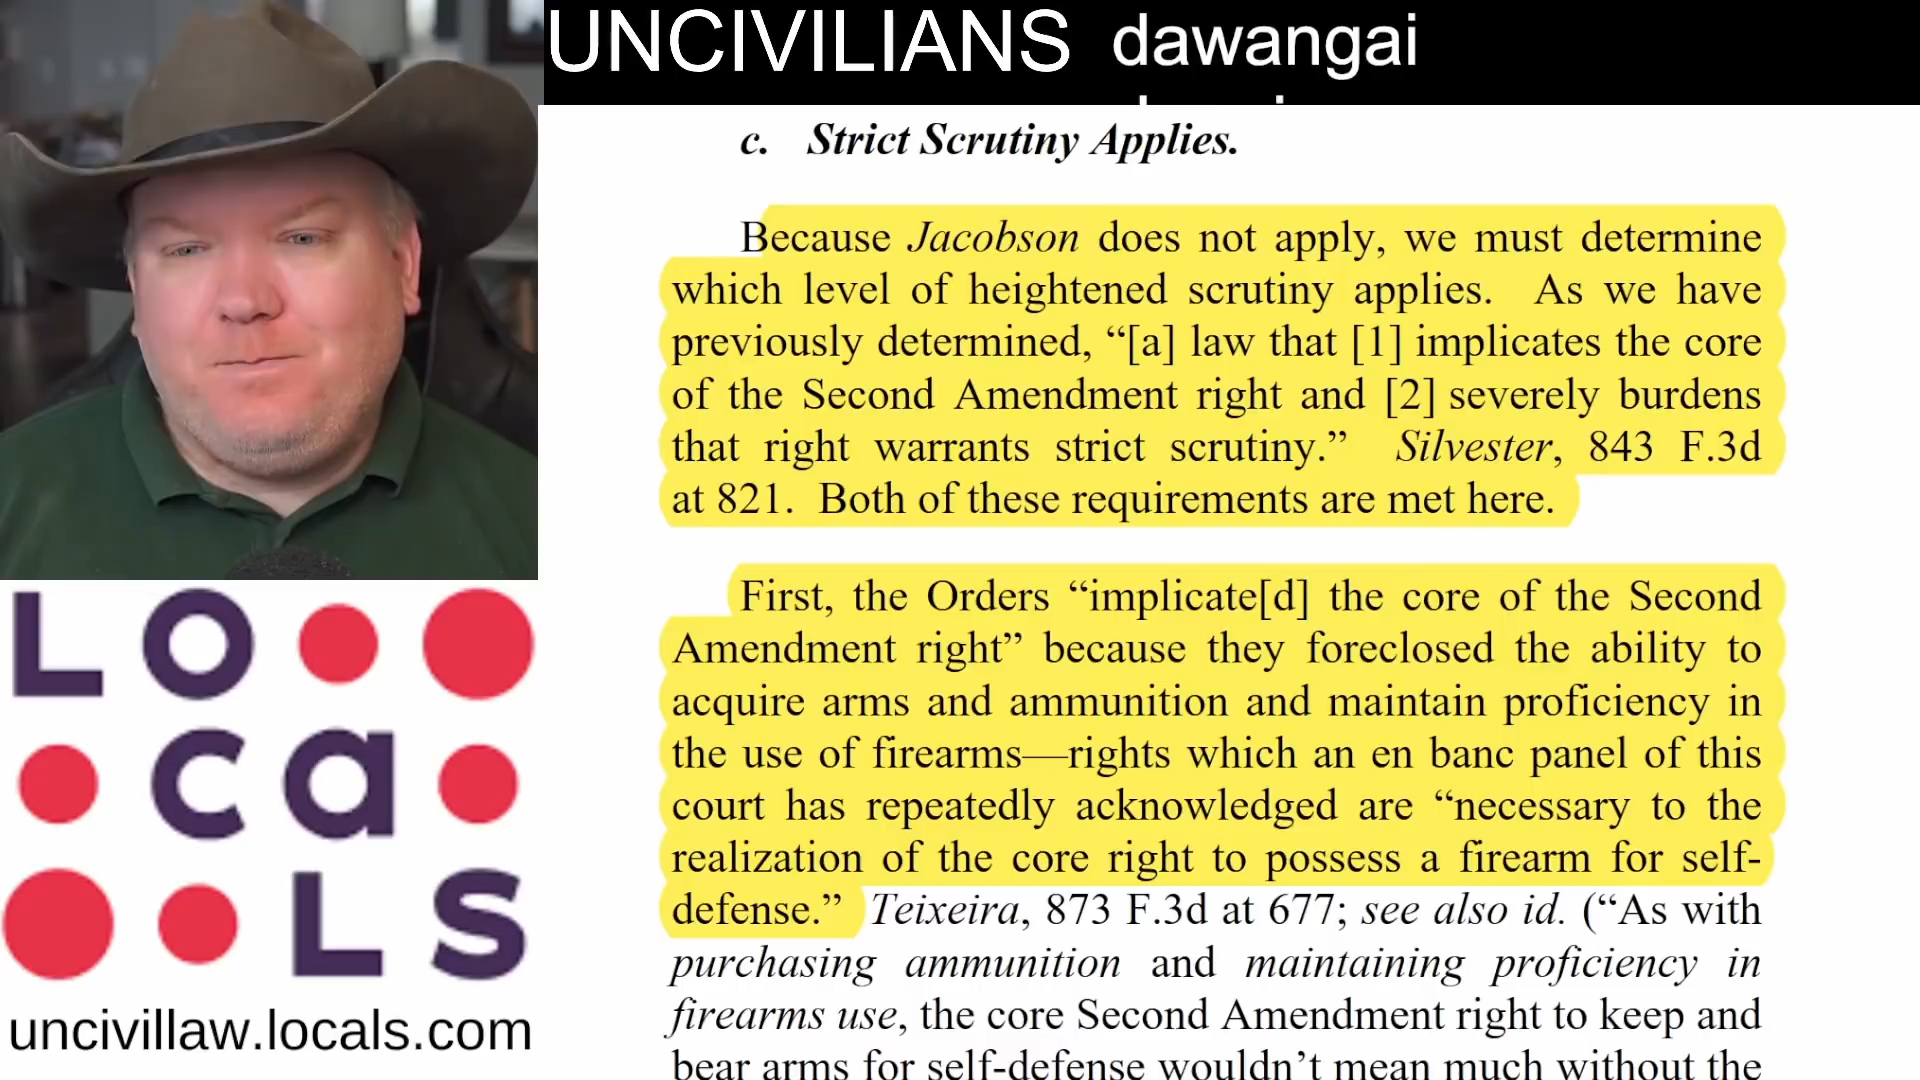 UNCIVILIANS dawangai
c. Strict Scrutiny Applies.
Because Jacobson does not apply, we must determine
which level of heightened scrutiny applies. As we have
previously determined, “[a] law that [1] implicates the core
of the Second Amendment right and [2] severely burdens
that right warrants strict scrutiny.” Silvester, 843 F.3d
at 821. Both of these requirements are met here.
First, the Orders “implicate[d] the core of the Second
Amendment right” because they foreclosed the ability to
acquire arms and ammunition and maintain proficiency in
the use of firearms—rights which an en banc panel of this
court has repeatedly acknowledged are “necessary to the
realization of the core right to possess a firearm for self-
defense.” Teixeira, 873 F.3d at 677; see also id. (“As with
purchasing ammunition and maintaining proficiency in
firearms use, the core Second Amendment right to keep and
bear arms for self-defense wouldn’t mean much without the
LO
ca
LS
uncivillaw.locals.com